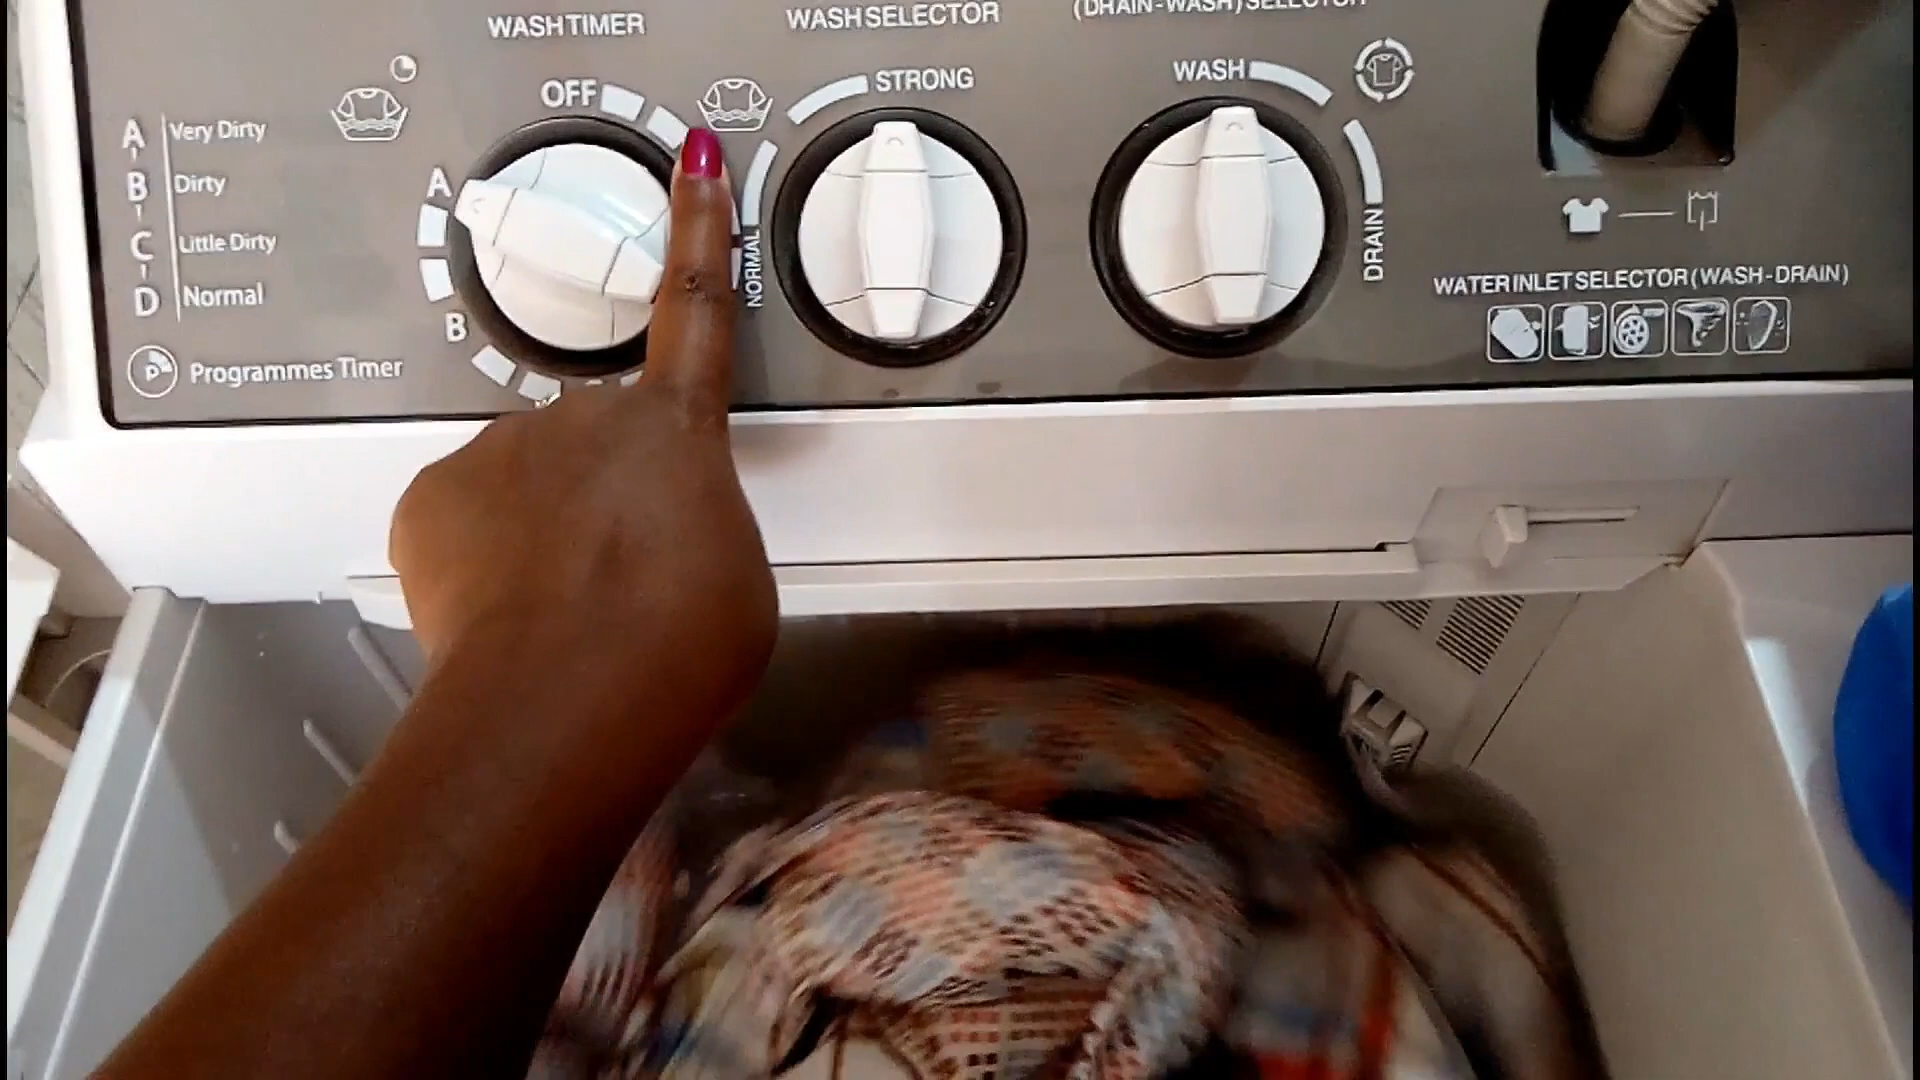 WASH TIMER
WASH SELECTOR
(DRAIN-WASH) SELECTOR
OFF
STRONG
WASH
A Very Dirty
B Dirty
C Little Dirty
D Normal
A
B
NORMAL
DRAIN
P Programmes Timer
WATER INLET SELECTOR (WASH-DRAIN)